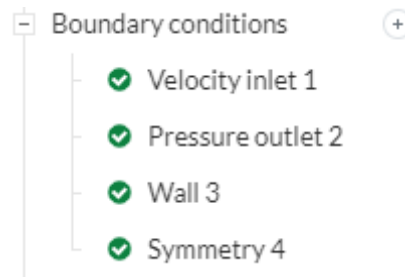 Boundary conditions
Velocity inlet 1
Pressure outlet 2
Wall 3
Symmetry 4